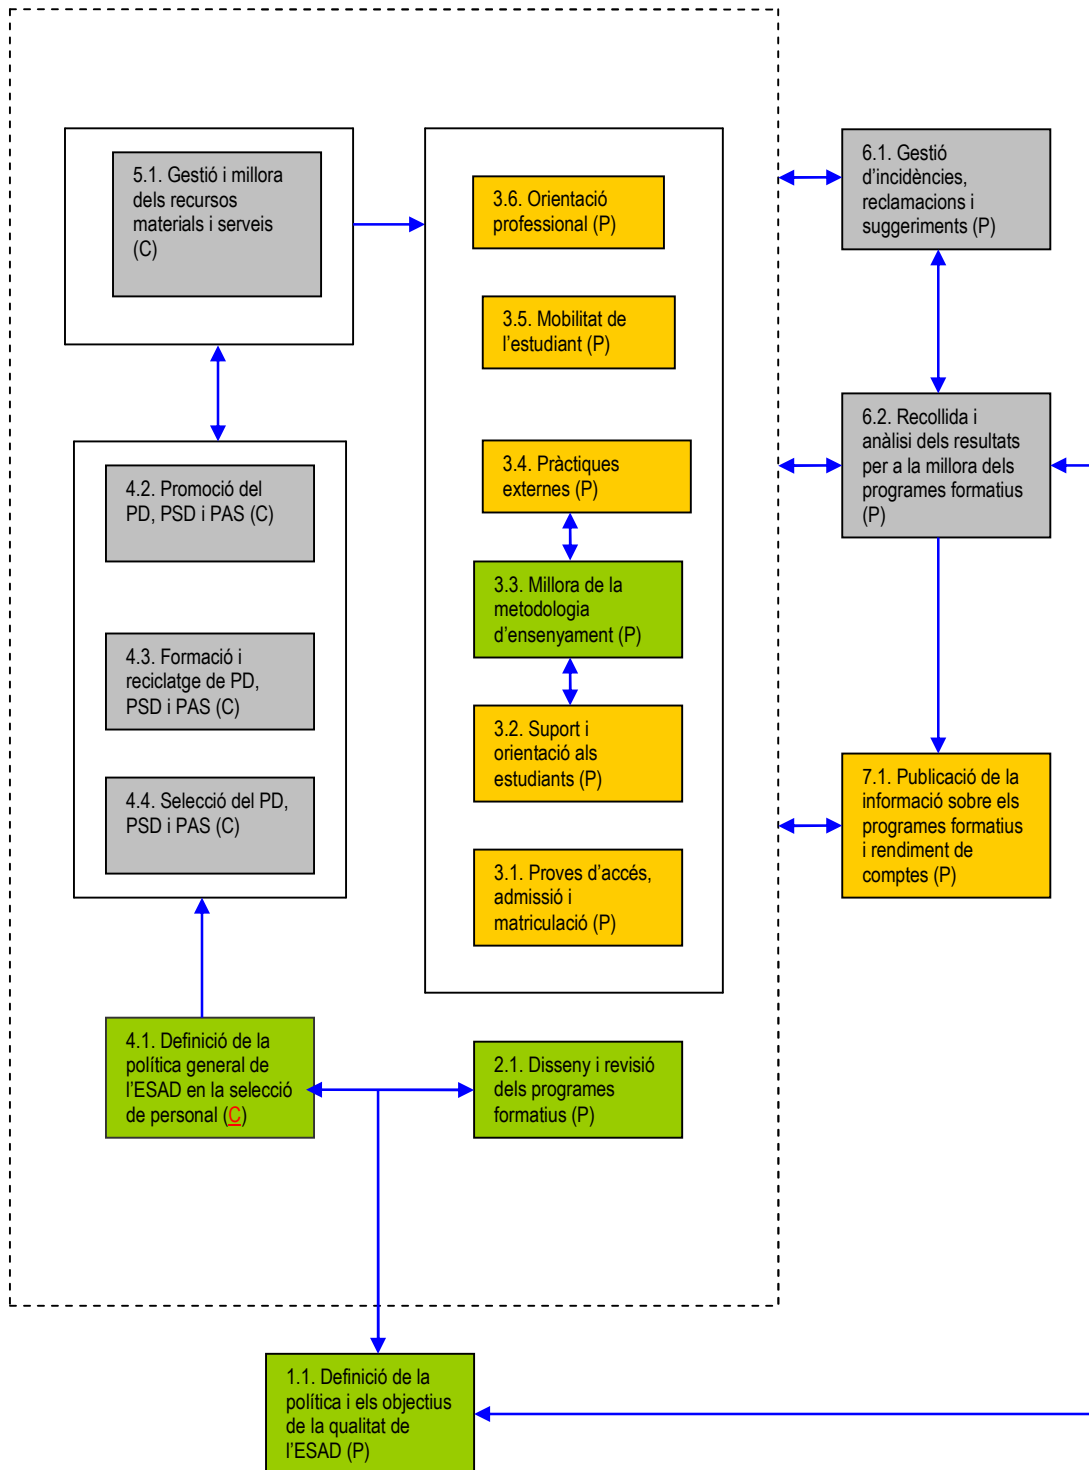 5.1. Gestió i millora
dels recursos
materials i serveis
(C)
3.6. Orientació
professional (P)
6.1. Gestió
d’incidències,
reclamacions i
suggeriments (P)
3.5. Mobilitat de
l’estudiant (P)
4.2. Promoció del
PD, PSD i PAS (C)
3.4. Pràctiques
externes (P)
6.2. Recollida i
anàlisi dels resultats
per a la millora dels
programes formatius
(P)
3.3. Millora de la
metodologia
d’ensenyament (P)
4.3. Formació i
reciclatge de PD,
PSD i PAS (C)
3.2. Suport i
orientació als
estudiants (P)
4.4. Selecció del PD,
PSD i PAS (C)
7.1. Publicació de la
informació sobre els
programes formatius
i rendiment de
comptes (P)
3.1. Proves d’accés,
admissió i
matriculació (P)
4.1. Definició de la
política general de
l’ESAD en la selecció
de personal (C)
2.1. Disseny i revisió
dels programes
formatius (P)
1.1. Definició de la
política i els objectius
de la qualitat de
l’ESAD (P)